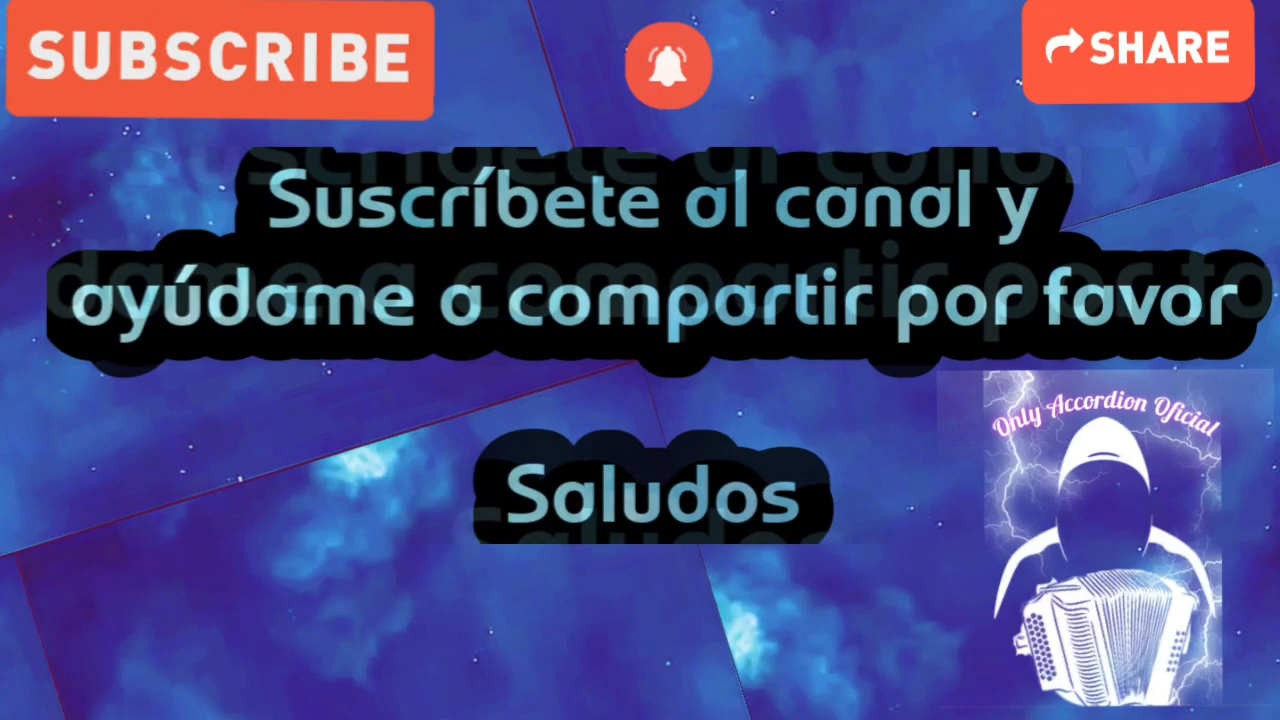 SUBSCRIBE
SHARE
Suscríbete al canal y
ayúdame a compartir por favor
Only Accordion Oficial
Saludos